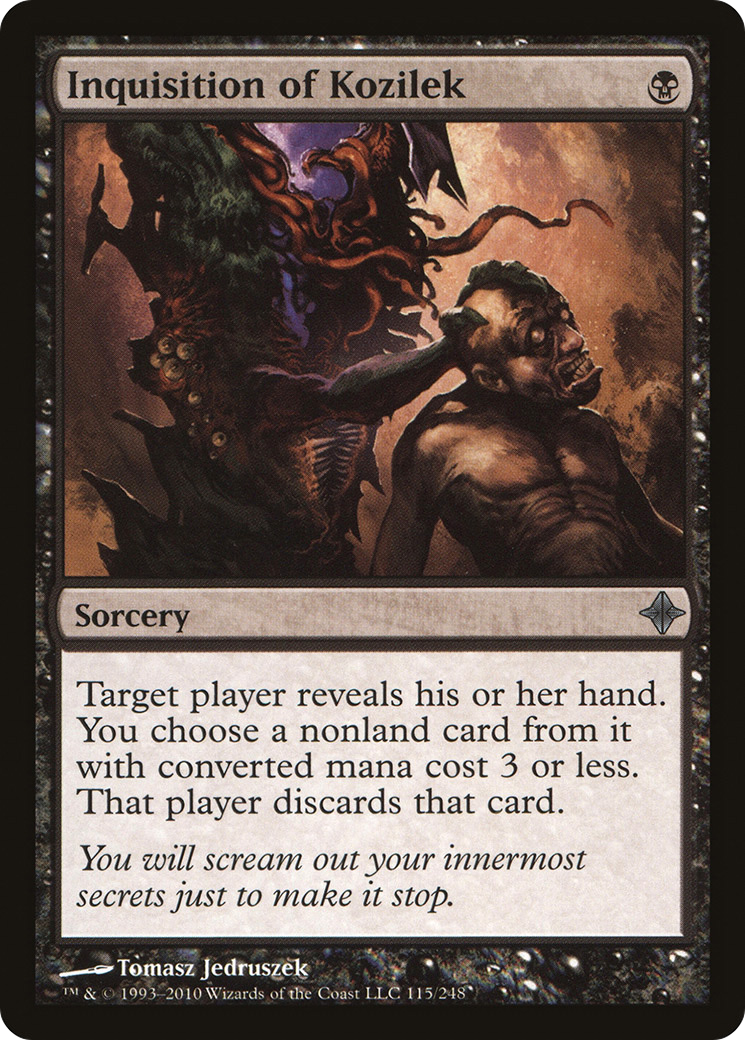 Inquisition of Kozilek
Sorcery
Target player reveals his or her hand.
You choose a nonland card from it
with converted mana cost 3 or less.
That player discards that card.
You will scream out your innermost
secrets just to make it stop.
Tomasz Jedruszek
™ & © 1993–2010 Wizards of the Coast LLC 115/248